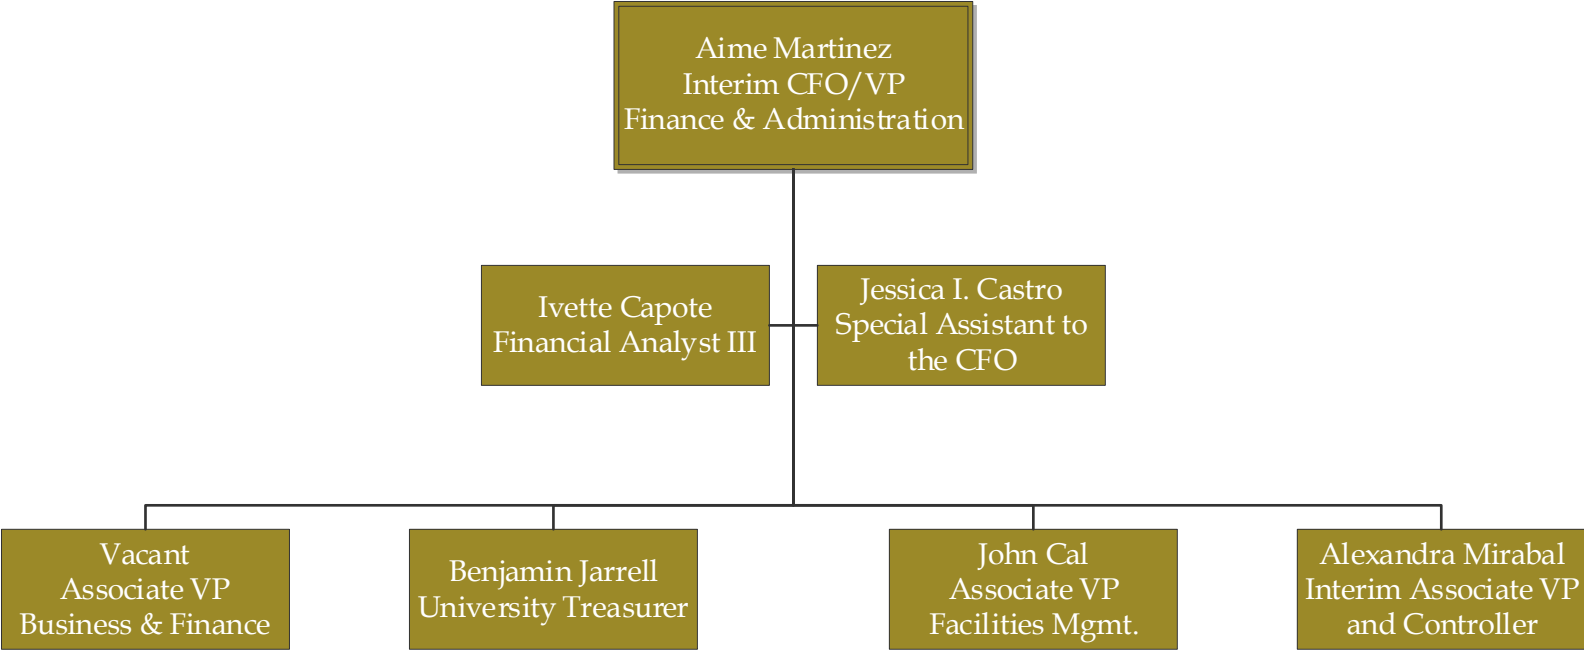 Aime Martinez
Interim CFO/VP
Finance & Administration
Ivette Capote
Financial Analyst III
Jessica I. Castro
Special Assistant to
the CFO
Vacant
Associate VP
Business & Finance
Benjamin Jarrell
University Treasurer
John Cal
Associate VP
Facilities Mgmt.
Alexandra Mirabal
Interim Associate VP
and Controller